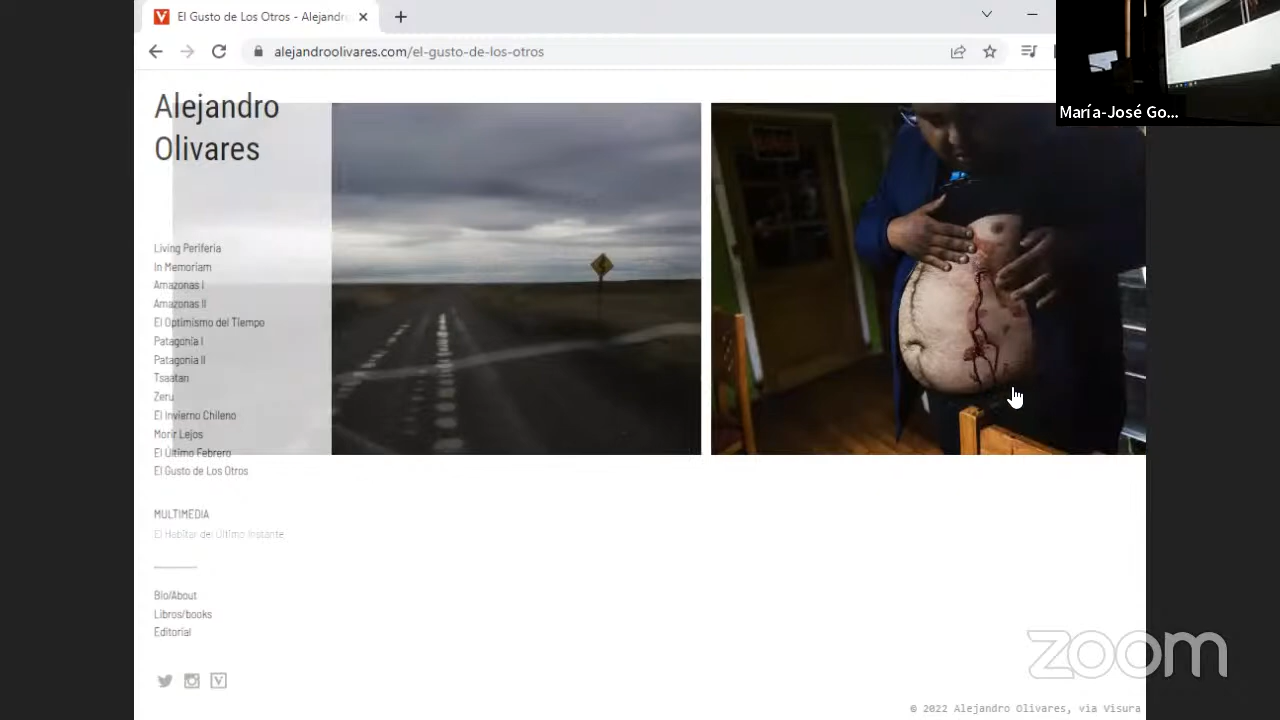 El Gusto de Los Otros - Alejandr
alejandroolivares.com/el-gusto-de-los-otros
María-José Go...
Alejandro
Olivares
Living Periferia
In Memoriam
Amazonas I
Amazonas II
El Optimismo del Tiempo
Patagonia I
Patagonia II
Tsaatan
Zeru
El Invierno Chileno
Morir Lejos
El Último Febrero
El Gusto de Los Otros
MULTIMEDIA
El Habitar del Último Instante
Bio/About
Libros/books
Editorial
zoom
© 2022 Alejandro Olivares, via Visura